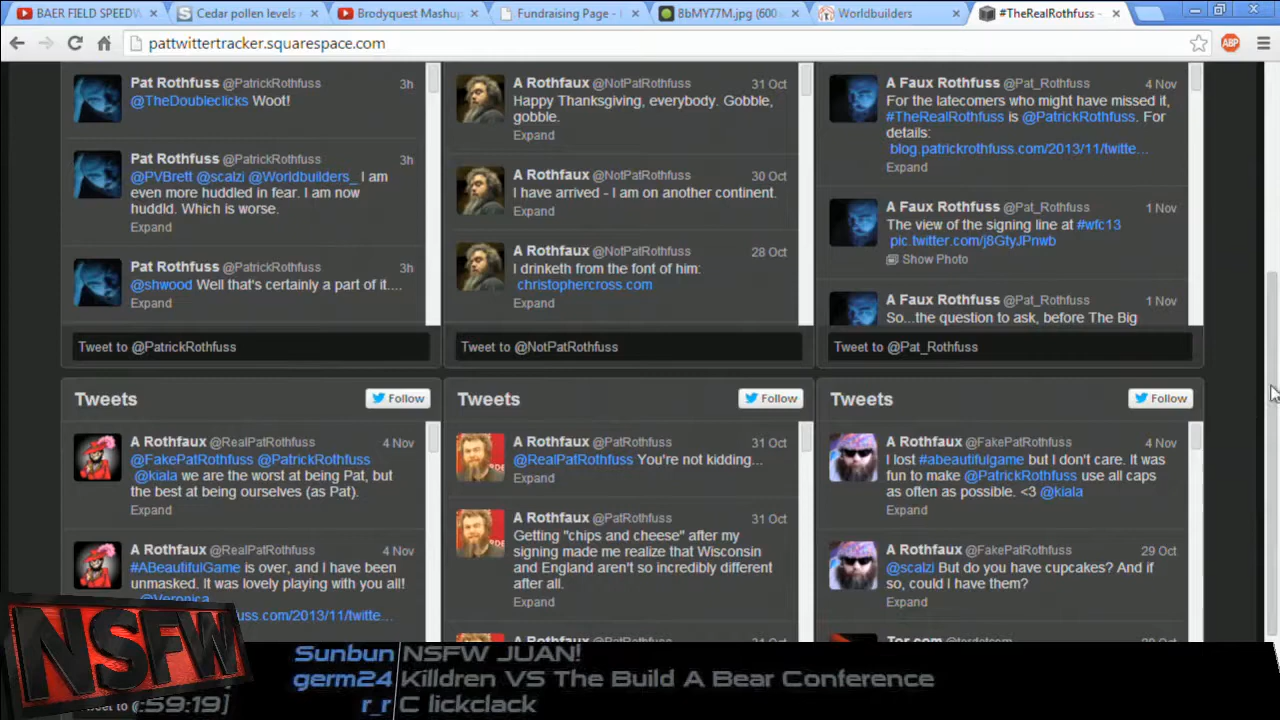 BAER FIELD SPEEDW
Cedar pollen levels
Brodyquest Mashup
Fundraising Page -
8bMY77M.jpg (600
Worldbuilders
#TheRealRothfuss -
pattwittertracker.squarespace.com
ABP
Pat Rothfuss @PatrickRothfuss 3h
@TheDoubleclicks Woot!
Pat Rothfuss @PatrickRothfuss 3h
@PVBrett @scalzi @Worldbuilders_ I am
even more huddled in fear. I am now
huddld. Which is worse.
Expand
Pat Rothfuss @PatrickRothfuss 3h
@shwood Well that's certainly a part of it....
Expand
Tweet to @PatrickRothfuss
A Rothfaux @NotPatRothfuss 31 Oct
Happy Thanksgiving, everybody. Gobble,
gobble.
Expand
A Rothfaux @NotPatRothfuss 30 Oct
I have arrived - I am on another continent.
Expand
A Rothfaux @NotPatRothfuss 28 Oct
I drinketh from the font of him:
christophercross.com
Expand
Tweet to @NotPatRothfuss
A Faux Rothfuss @Pat_Rothfuss 4 Nov
For the latecomers who might have missed it,
#TheRealRothfuss is @PatrickRothfuss. For
details:
blog.patrickrothfuss.com/2013/11/twitte...
Expand
A Faux Rothfuss @Pat_Rothfuss 1 Nov
The view of the signing line at #wfc13
pic.twitter.com/j8GfyJPnwb
Show Photo
A Faux Rothfuss @Pat_Rothfuss 1 Nov
So...the question to ask, before The Big
Tweet to @Pat_Rothfuss
Tweets Follow
A Rothfaux @RealPatRothfuss 4 Nov
@FakePatRothfuss @PatrickRothfuss
@kiala we are the worst at being Pat, but
the best at being ourselves (as Pat).
Expand
A Rothfaux @RealPatRothfuss 4 Nov
#ABeautifulGame is over, and I have been
unmasked. It was lovely playing with you all!
@Veronica
fuss.com/2013/11/twitte...
Tweets Follow
A Rothfaux @PatRothfuss 31 Oct
@RealPatRothfuss You're not kidding...
Expand
A Rothfaux @PatRothfuss 31 Oct
Getting "chips and cheese" after my
signing made me realize that Wisconsin
and England aren't so incredibly different
after all.
Expand
Tweets Follow
A Rothfaux @FakePatRothfuss 4 Nov
I lost #abeautifulgame but I don't care. It was
fun to make @PatrickRothfuss use all caps
as often as possible. <3 @kiala
Expand
A Rothfaux @FakePatRothfuss 29 Oct
@scalzi But do you have cupcakes? And if
so, could I have them?
Expand
Tor.com @tordotcom 29 Oct
NSFW
Sunbun NSFW JUAN!
germ24 Killdren VS The Build A Bear Conference
r_r C lickclack
:59:19]